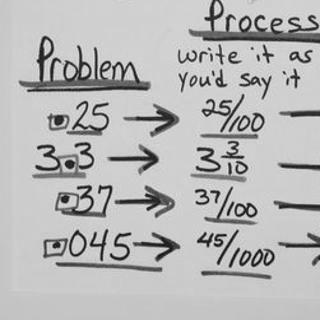 Process
Problem
write it as
you'd say it
.25 → 25/100
3.3 → 3 3/10
.37 → 37/100
.045 → 45/1000